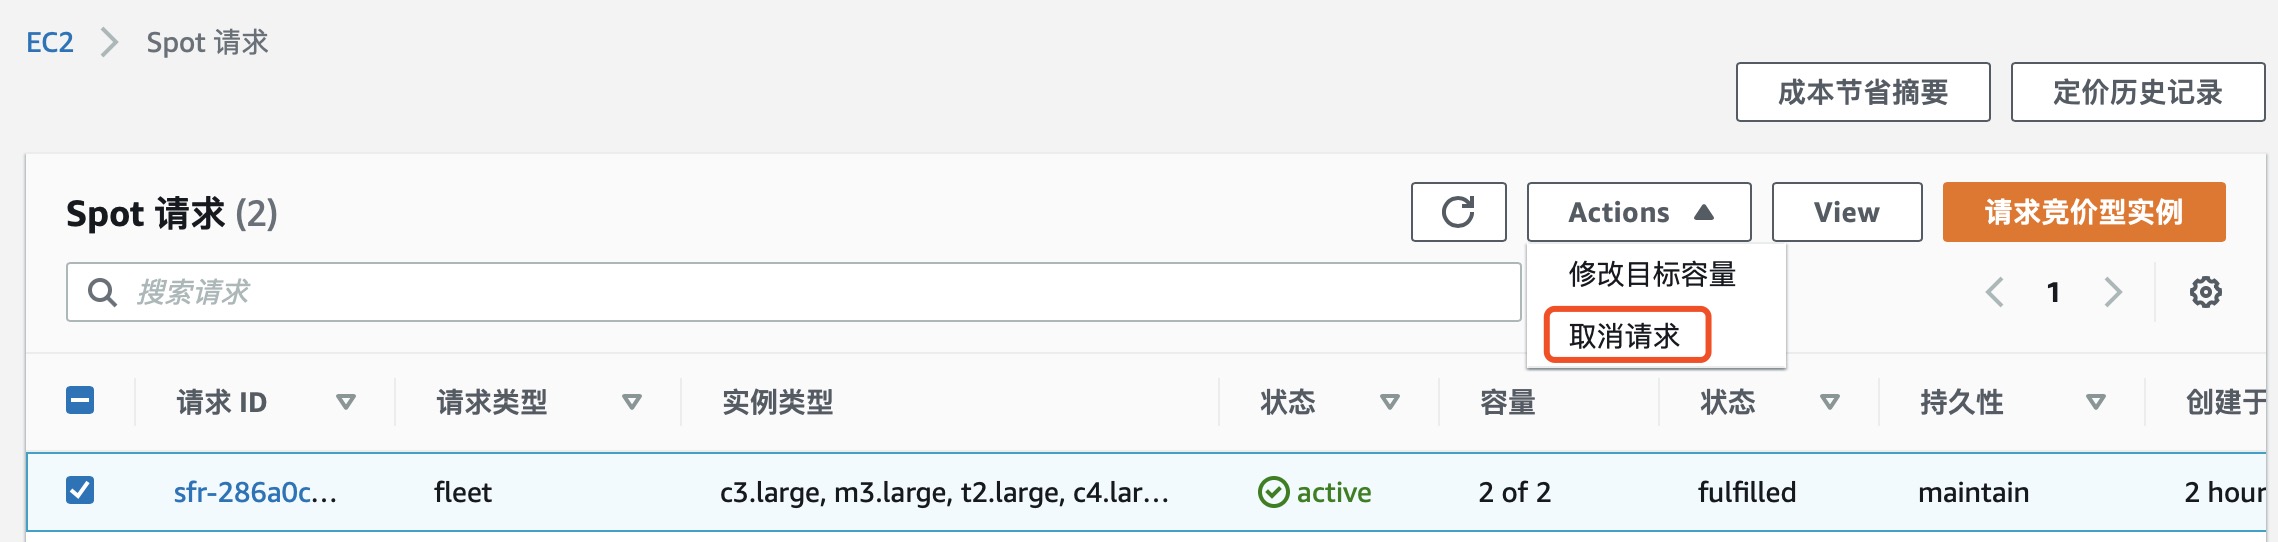 EC2 Spot 请求
成本节省摘要 定价历史记录
Spot 请求 (2) Actions View 请求竞价型实例
修改目标容量
搜索请求 1
取消请求
请求 ID 请求类型 实例类型 状态 容量 状态 持久性 创建于
sfr-286a0c... fleet c3.large, m3.large, t2.large, c4.lar... active 2 of 2 fulfilled maintain 2 hour